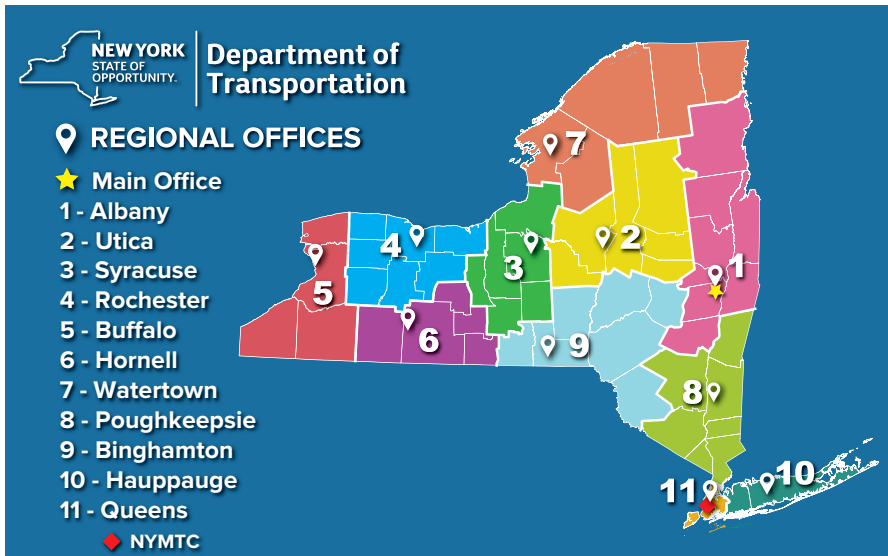 NEW YORK
STATE OF
OPPORTUNITY.
Department of
Transportation
REGIONAL OFFICES
Main Office
1 - Albany
2 - Utica
3 - Syracuse
4 - Rochester
5 - Buffalo
6 - Hornell
7 - Watertown
8 - Poughkeepsie
9 - Binghamton
10 - Hauppauge
11 - Queens
NYMTC
7
4
2
3
1
5
6
9
8
11
10